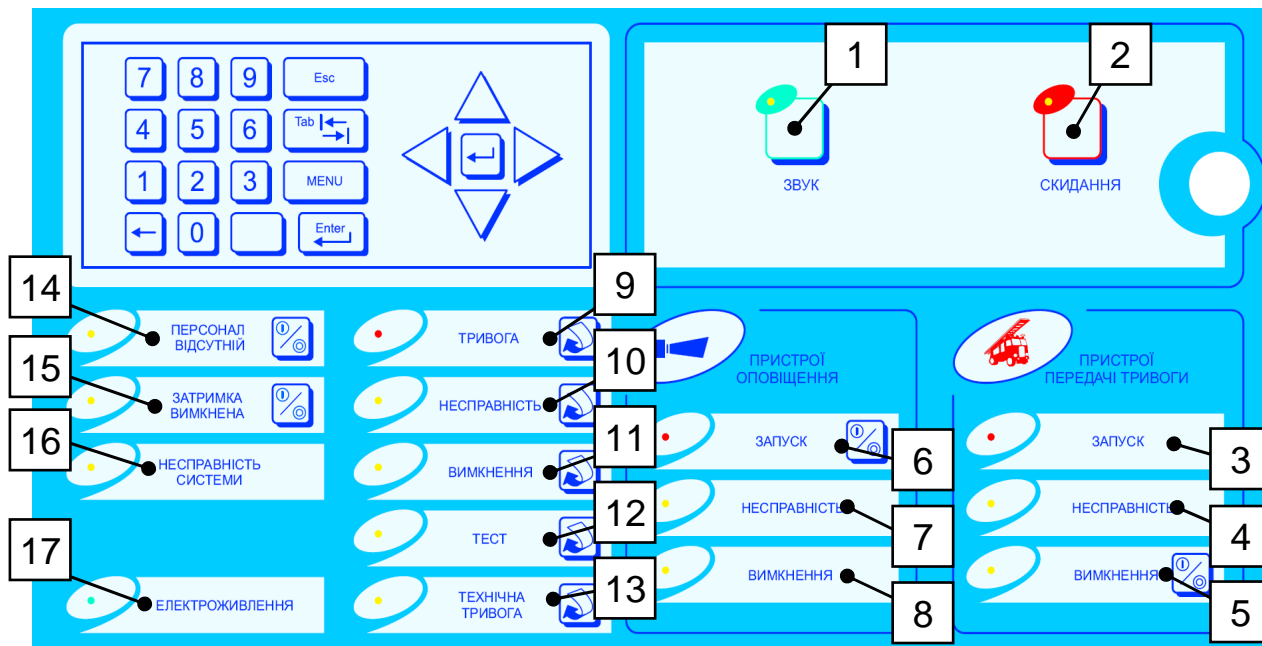 7 8 9 Esc
4 5 6 Tab
1 2 3 MENU
0 Enter
1
ЗВУК
2
СКИДАННЯ
14
ПЕРСОНАЛ
ВІДСУТНІЙ
15
ЗАТРИМКА
ВИМКНЕНА
16
НЕСПРАВНІСТЬ
СИСТЕМИ
17
ЕЛЕКТРОЖИВЛЕННЯ
9
ТРИВОГА
10
НЕСПРАВНІСТЬ
11
ВИМКНЕННЯ
12
ТЕСТ
13
ТЕХНІЧНА
ТРИВОГА
ПРИСТРОЇ
ОПОВІЩЕННЯ
ЗАПУСК
6
НЕСПРАВНІСТЬ
7
ВИМКНЕННЯ
8
ПРИСТРОЇ
ПЕРЕДАЧІ ТРИВОГИ
ЗАПУСК
3
НЕСПРАВНІСТЬ
4
ВИМКНЕННЯ
5